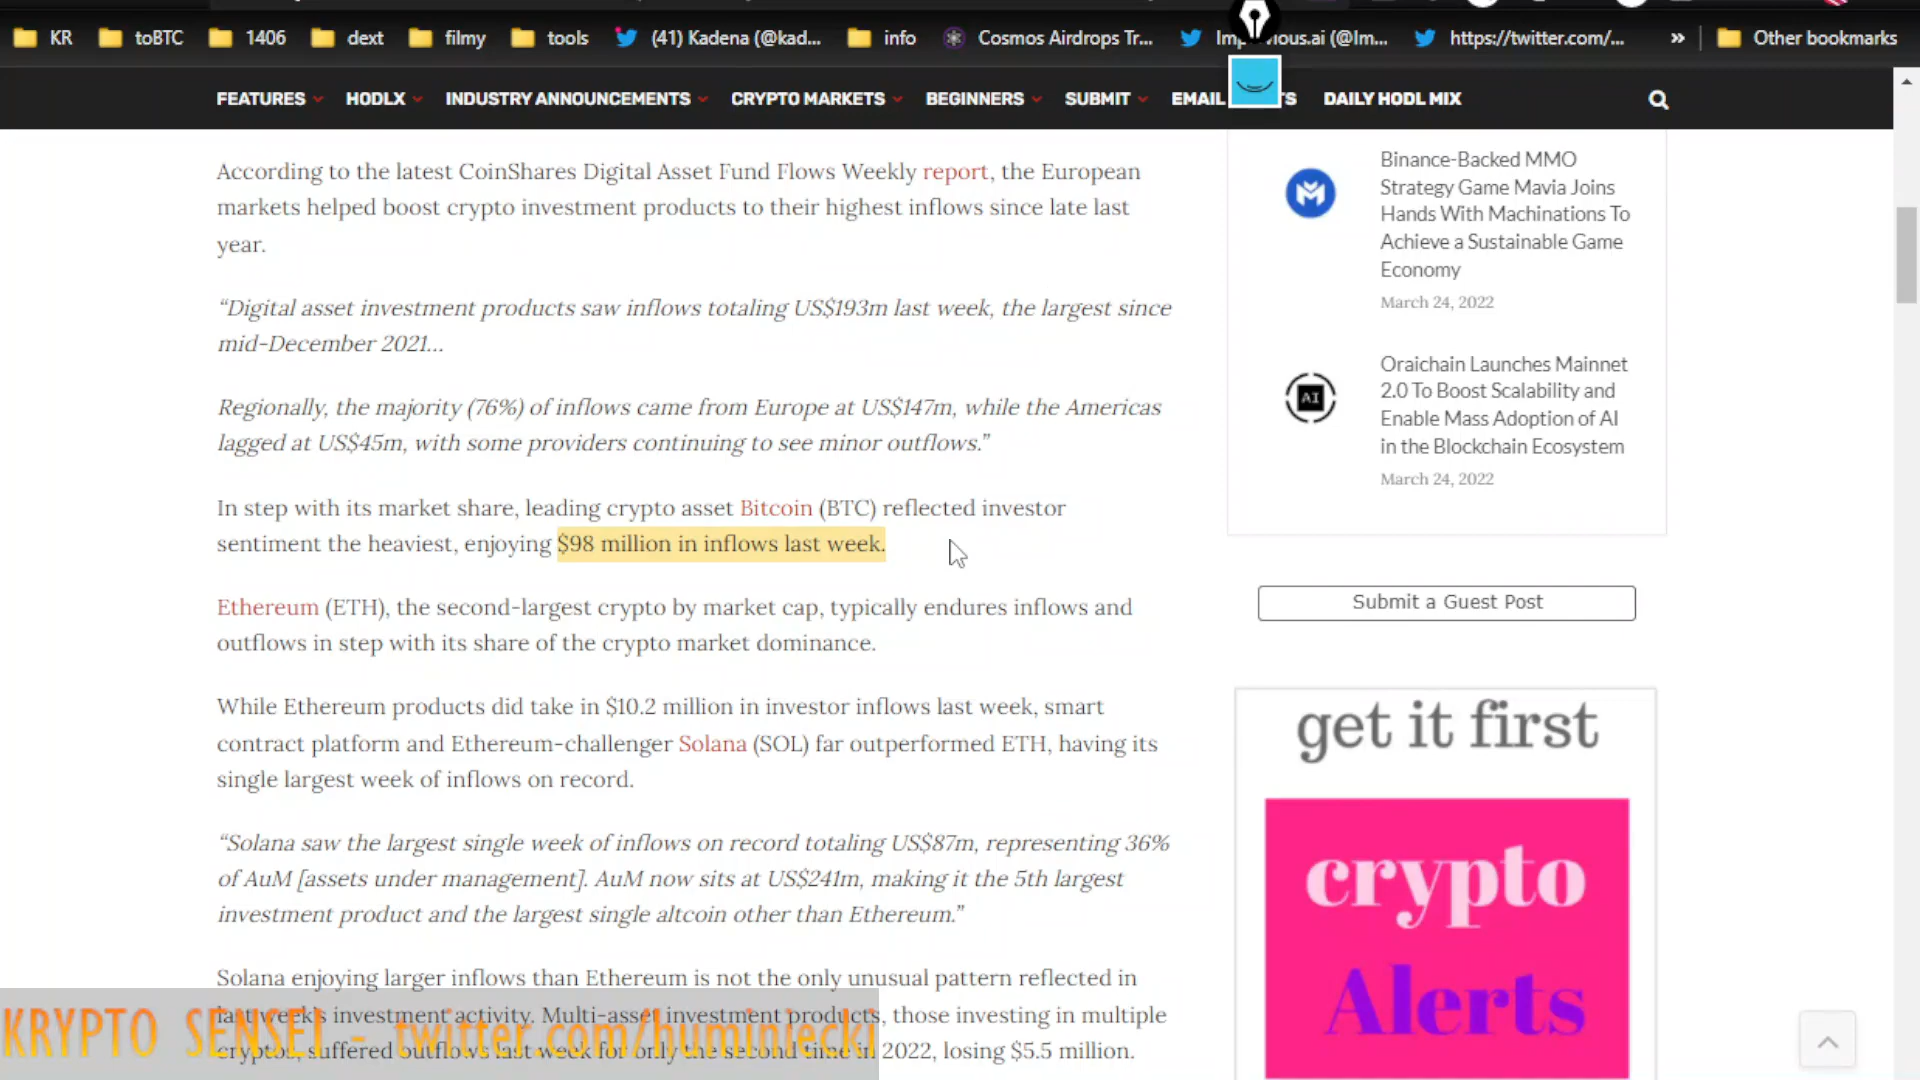 KR
toBTC
1406
dext
filmy
tools
(41) Kadena (@kad...
info
Cosmos Airdrops Tr...
https://twitter.com/...
»
Other bookmarks
FEATURES
HODLX
INDUSTRY ANNOUNCEMENTS
CRYPTO MARKETS
BEGINNERS
SUBMIT
EMAIL
DAILY HODL MIX
According to the latest CoinShares Digital Asset Fund Flows Weekly report, the European
markets helped boost crypto investment products to their highest inflows since late last
year.
“Digital asset investment products saw inflows totaling US$193m last week, the largest since
mid-December 2021…
Regionally, the majority (76%) of inflows came from Europe at US$147m, while the Americas
lagged at US$45m, with some providers continuing to see minor outflows.”
In step with its market share, leading crypto asset Bitcoin (BTC) reflected investor
sentiment the heaviest, enjoying $98 million in inflows last week.
Ethereum (ETH), the second-largest crypto by market cap, typically endures inflows and
outflows in step with its share of the crypto market dominance.
While Ethereum products did take in $10.2 million in investor inflows last week, smart
contract platform and Ethereum-challenger Solana (SOL) far outperformed ETH, having its
single largest week of inflows on record.
“Solana saw the largest single week of inflows on record totaling US$87m, representing 36%
of AuM [assets under management]. AuM now sits at US$241m, making it the 5th largest
investment product and the largest single altcoin other than Ethereum.”
Solana enjoying larger inflows than Ethereum is not the only unusual pattern reflected in
last week's investment activity. Multi-asset investment products, those investing in multiple
cryptos, suffered outflows last week for only the second time in 2022, losing $5.5 million.
KRYPTO SENSEI - twitter.com/huminiecki
Binance-Backed MMO
Strategy Game Mavia Joins
Hands With Machinations To
Achieve a Sustainable Game
Economy
March 24, 2022
AI
Oraichain Launches Mainnet
2.0 To Boost Scalability and
Enable Mass Adoption of AI
in the Blockchain Ecosystem
March 24, 2022
Submit a Guest Post
get it first
crypto
Alerts